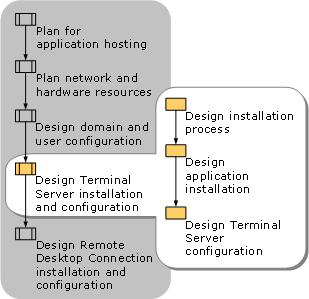 Plan for
application hosting
Plan network and
hardware resources
Design domain and
user configuration
Design Terminal
Server installation
and configuration
Design Remote
Desktop Connection
installation and
configuration
Design installation
process
Design
application
installation
Design Terminal
Server
configuration